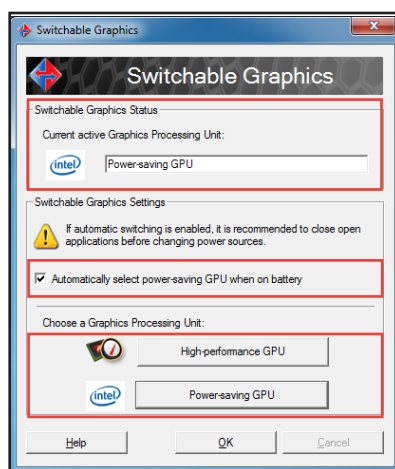 Switchable Graphics
Switchable Graphics
Switchable Graphics Status
Current active Graphics Processing Unit:
intel
Power-saving GPU
Switchable Graphics Settings
If automatic switching is enabled, it is recommended to close open
applications before changing power sources.
Automatically select power-saving GPU when on battery
Choose a Graphics Processing Unit:
High-performance GPU
intel
Power-saving GPU
Help
OK
Cancel